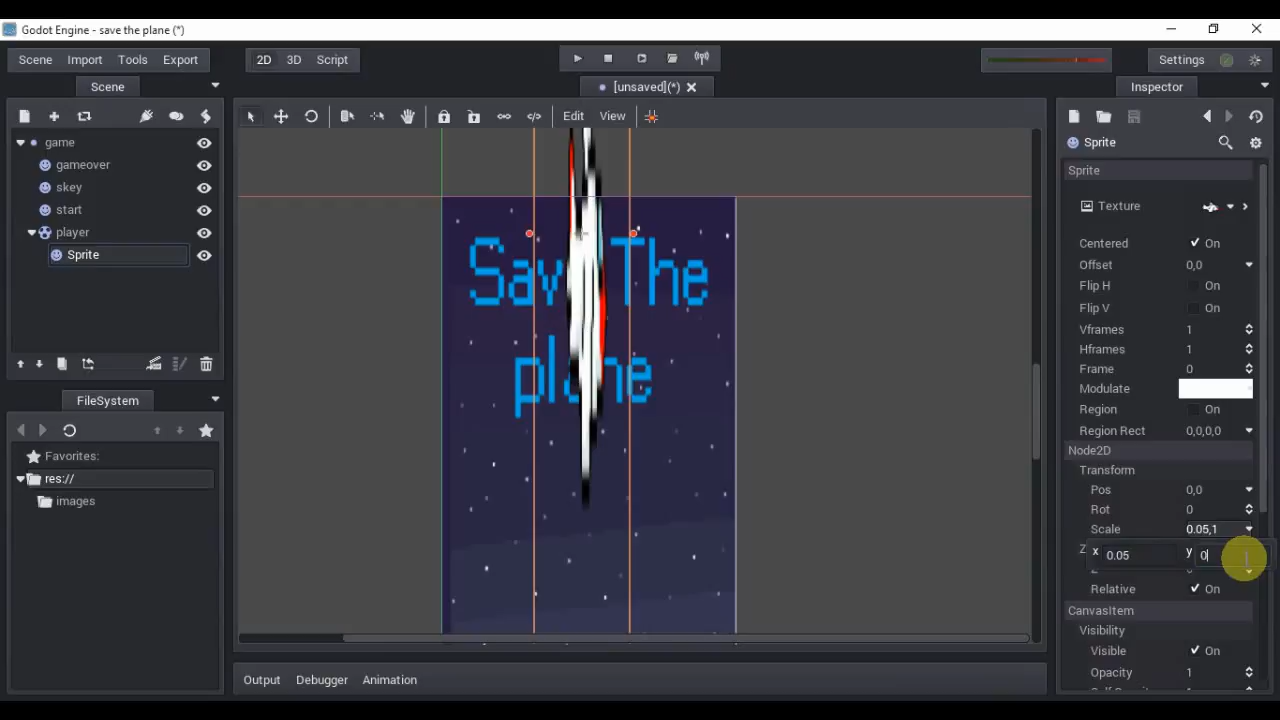 Godot Engine - save the plane (*)
Scene Import Tools Export
2D 3D Script
Settings
Scene
[unsaved](*)
Inspector
Edit View
game
gameover
skey
start
player
Sprite
FileSystem
Favorites:
res://
images
Save The
plane
Output Debugger Animation
Sprite
Sprite
Texture
Centered On
Offset 0,0
Flip H On
Flip V On
Vframes 1
Hframes 1
Frame 0
Modulate
Region On
Region Rect 0,0,0,0
Node2D
Transform
Pos 0,0
Rot 0
Scale 0.05,1
x 0.05 y 0
Relative On
CanvasItem
Visibility
Visible On
Opacity 1